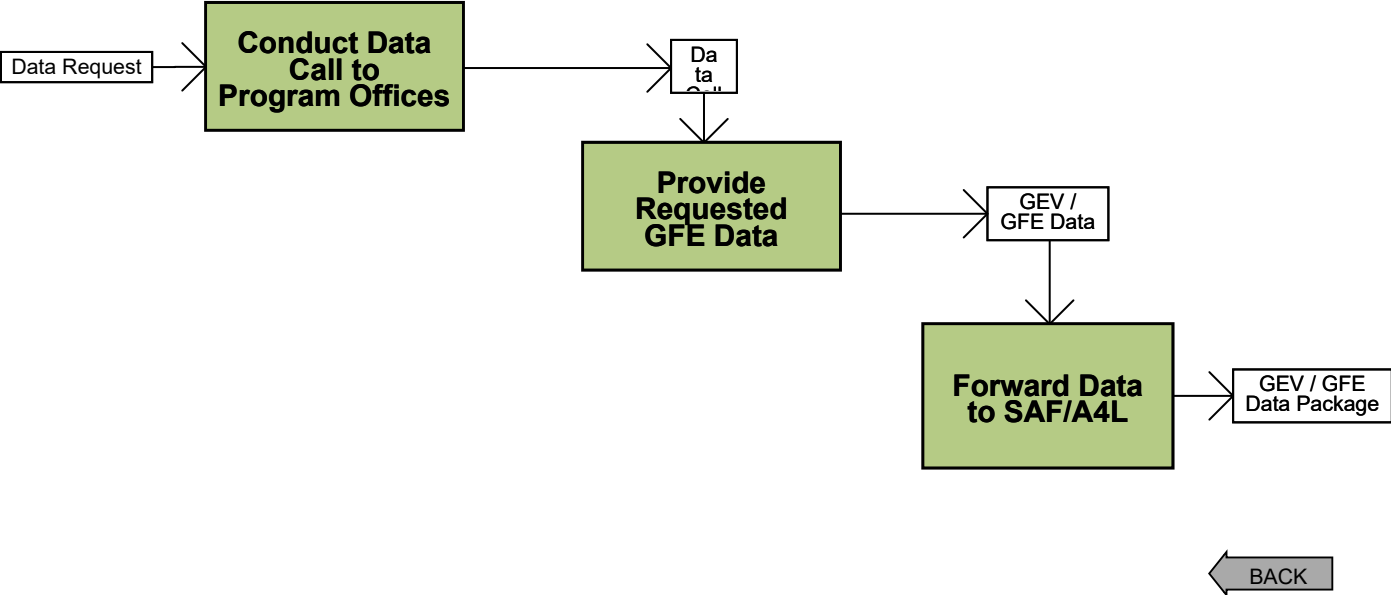 Data Request
Conduct Data
Call to
Program Offices
Da
ta
Call
Provide
Requested
GFE Data
GEV /
GFE Data
Forward Data
to SAF/A4L
GEV / GFE
Data Package
BACK